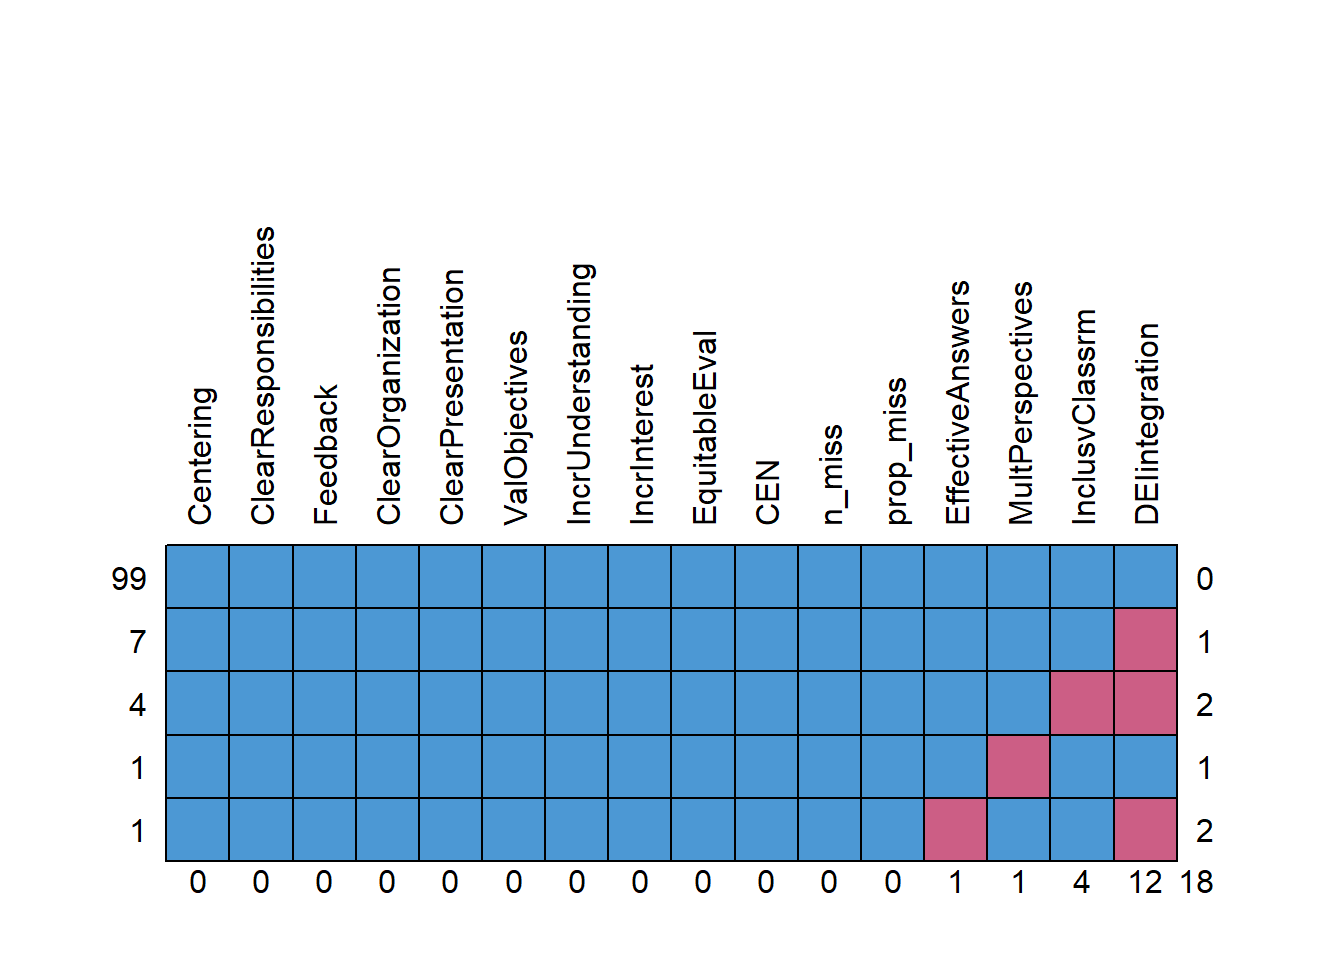 Centering
ClearResponsibilities
Feedback
ClearOrganization
ClearPresentation
ValObjectives
IncrUnderstanding
IncrInterest
EquitableEval
CEN
n_miss
prop_miss
EffectiveAnswers
MultPerspectives
InclusvClassrm
DEIintegration
99 0
7 1
4 2
1 1
1 2
0 0 0 0 0 0 0 0 0 0 0 0 1 1 4 12 18